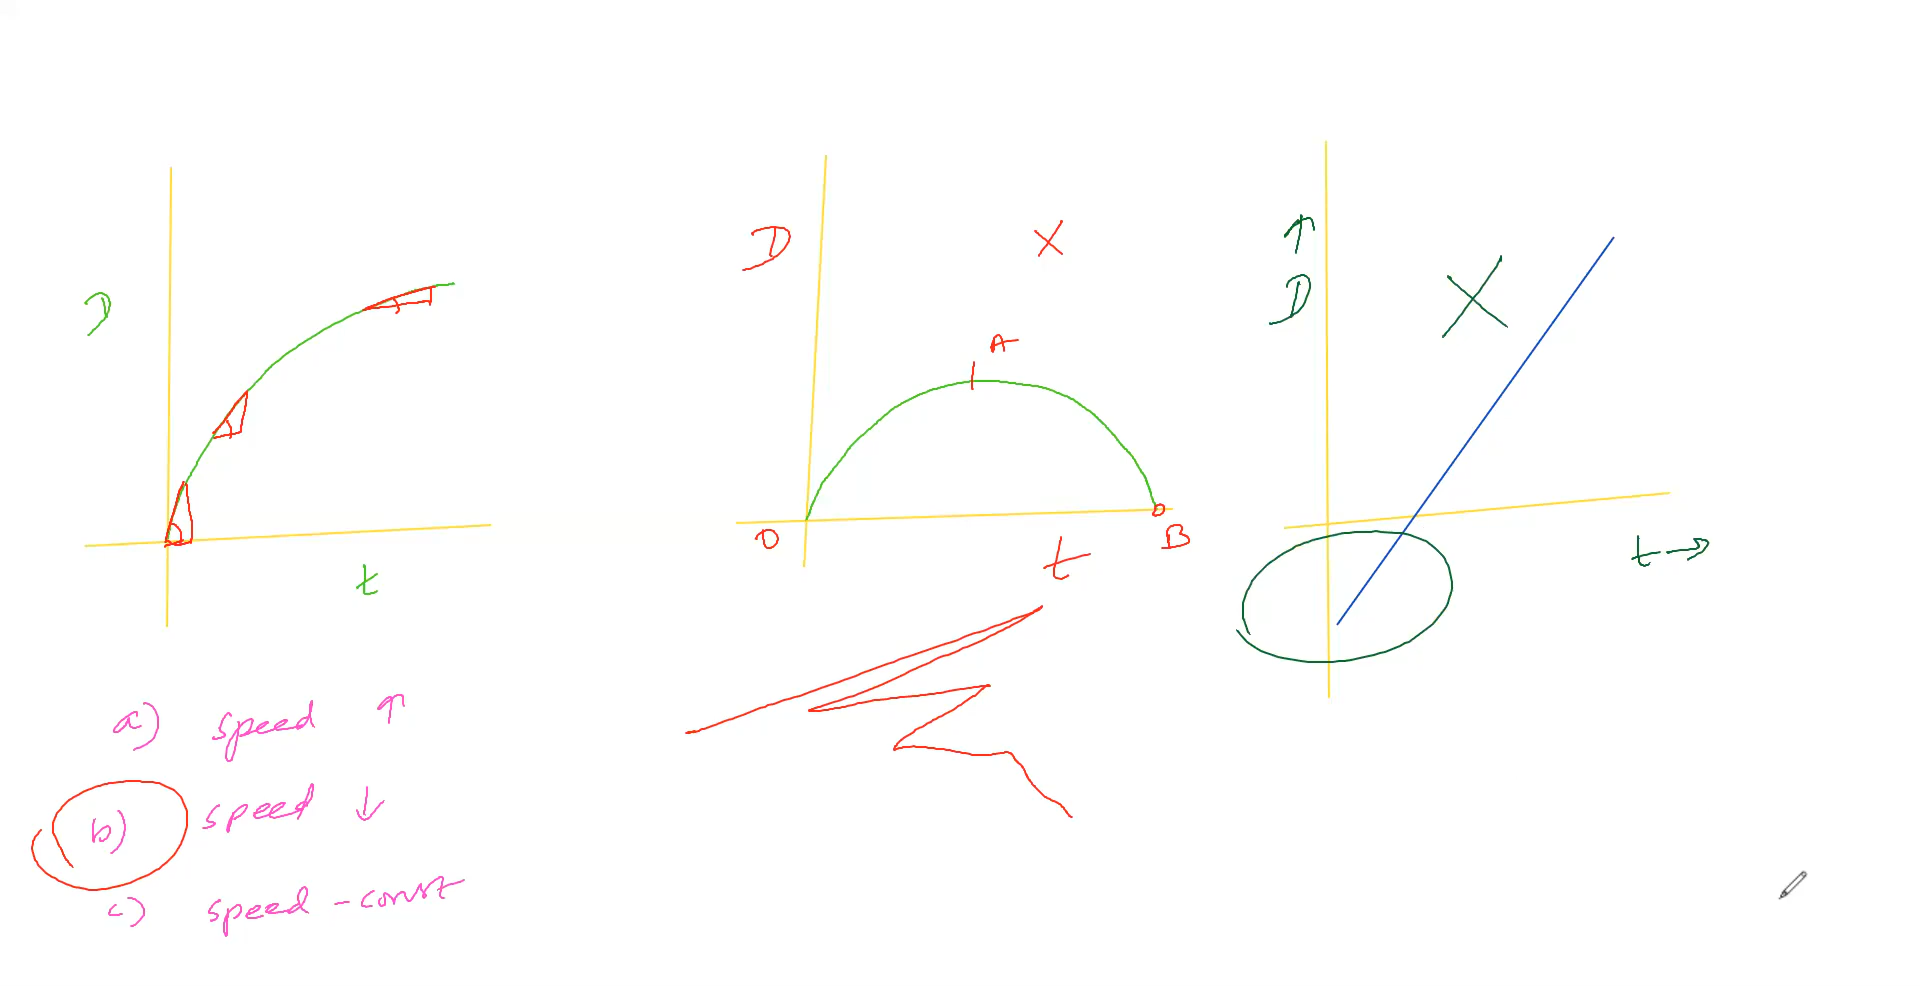 D
t
D
X
A
O
t
B
↑
D
X
t →
a) speed ↑
b) speed ↓
c) speed - const